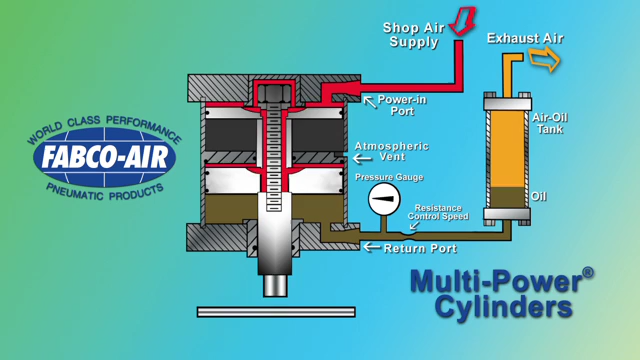 Shop Air
Supply
Exhaust Air
Power-in
Port
Air-Oil
Tank
WORLD CLASS PERFORMANCE
FABCO-AIR
PNEUMATIC PRODUCTS
Atmospheric
Vent
Pressure Gauge
Oil
Resistance
Control Speed
Return Port
Multi-Power®
Cylinders